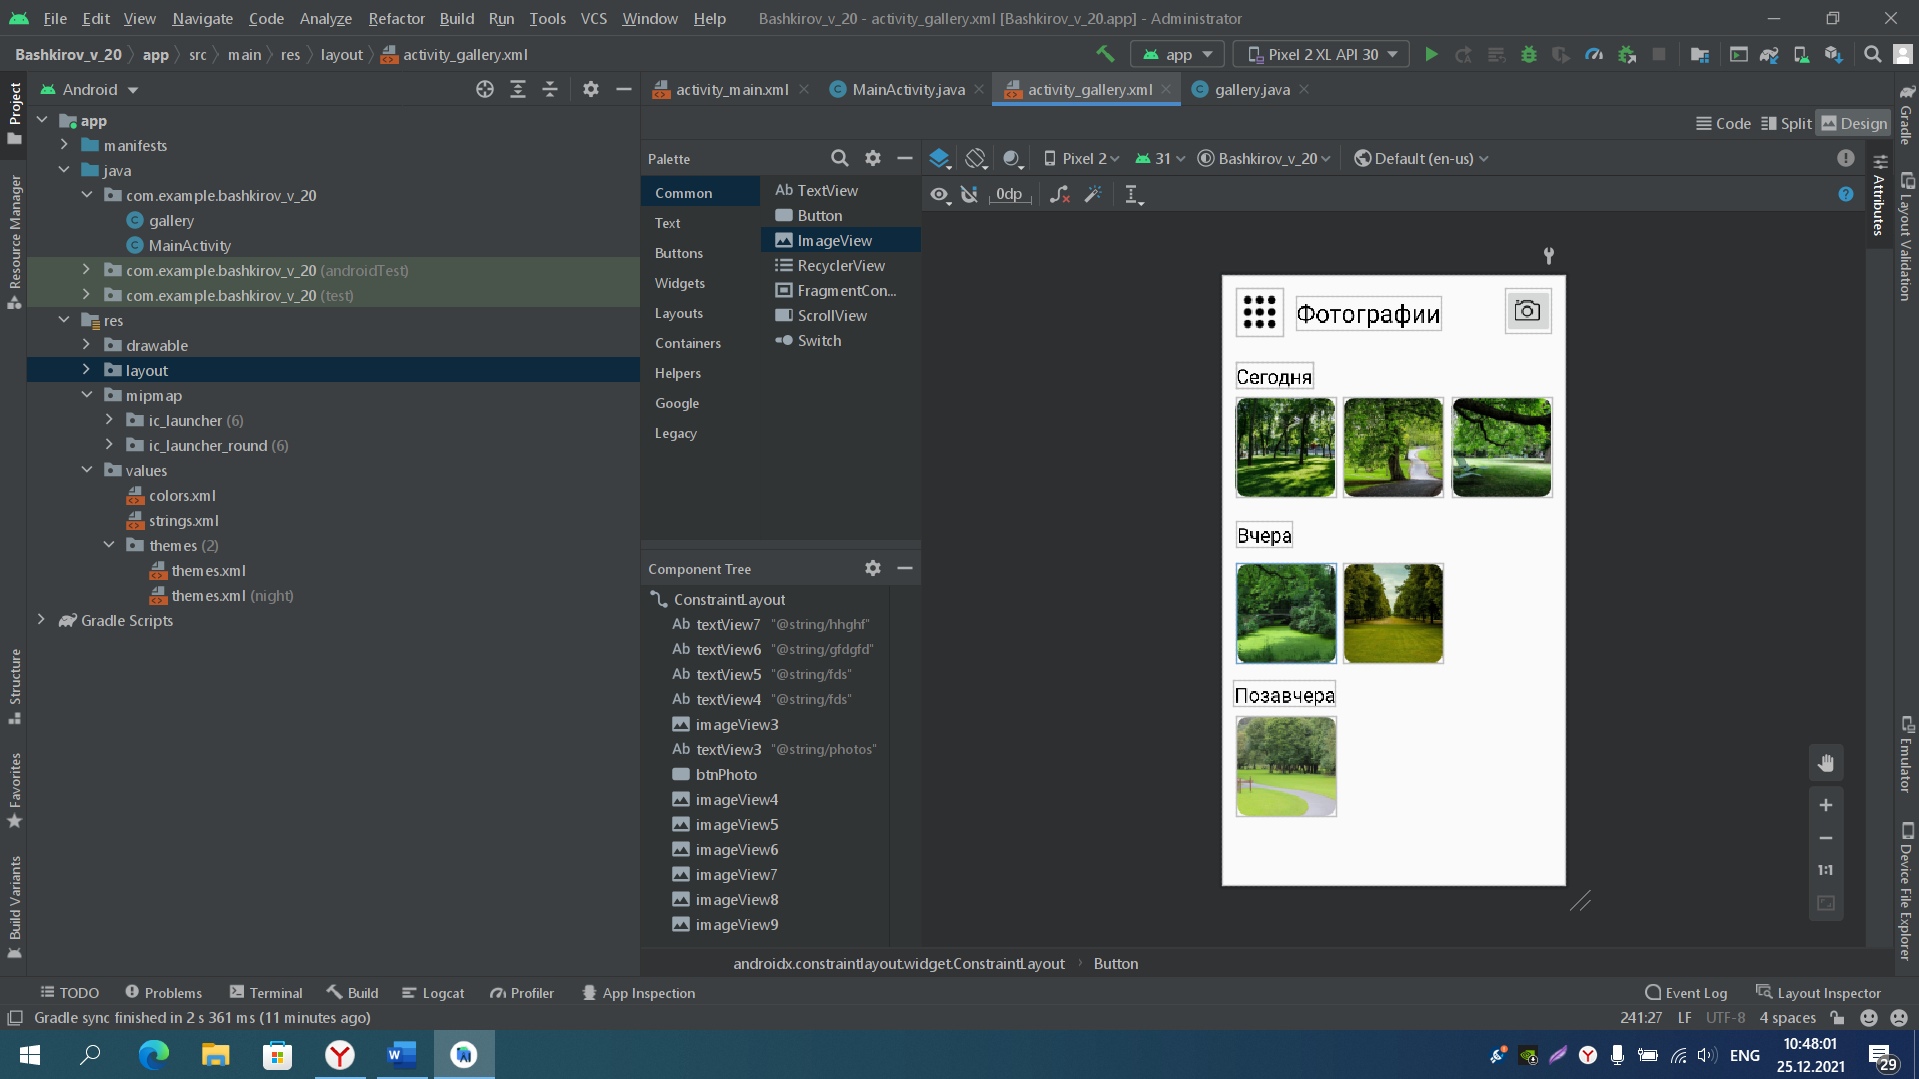 File Edit View Navigate Code Analyze Refactor Build Run Tools VCS Window Help Bashkirov_v_20 - activity_gallery.xml [Bashkirov_v_20.app] - Administrator
Bashkirov_v_20 app src main res layout activity_gallery.xml app Pixel 2 XL API 30
Project
Resource Manager
Structure
Favorites
Build Variants
Android
app
manifests
java
com.example.bashkirov_v_20
gallery
MainActivity
com.example.bashkirov_v_20 (androidTest)
com.example.bashkirov_v_20 (test)
res
drawable
layout
mipmap
ic_launcher (6)
ic_launcher_round (6)
values
colors.xml
strings.xml
themes (2)
themes.xml
themes.xml (night)
Gradle Scripts
activity_main.xml MainActivity.java activity_gallery.xml gallery.java
Code Split Design
Palette
Common
Text
Buttons
Widgets
Layouts
Containers
Helpers
Google
Legacy
Ab TextView
Button
ImageView
RecyclerView
FragmentCon...
ScrollView
Switch
Component Tree
ConstraintLayout
Ab textView7 "@string/hhghf"
Ab textView6 "@string/gfdgfd"
Ab textView5 "@string/fds"
Ab textView4 "@string/fds"
imageView3
Ab textView3 "@string/photos"
btnPhoto
imageView4
imageView5
imageView6
imageView7
imageView8
imageView9
Pixel 2 31 Bashkirov_v_20 Default (en-us)
0dp
Фотографии
Сегодня
Вчера
Позавчера
1:1
Attributes
Gradle
Layout Validation
Emulator
Device File Explorer
androidx.constraintlayout.widget.ConstraintLayout Button
TODO Problems Terminal Build Logcat Profiler App Inspection Event Log Layout Inspector
Gradle sync finished in 2 s 361 ms (11 minutes ago) 241:27 LF UTF-8 4 spaces
ENG
10:48:01
25.12.2021
29